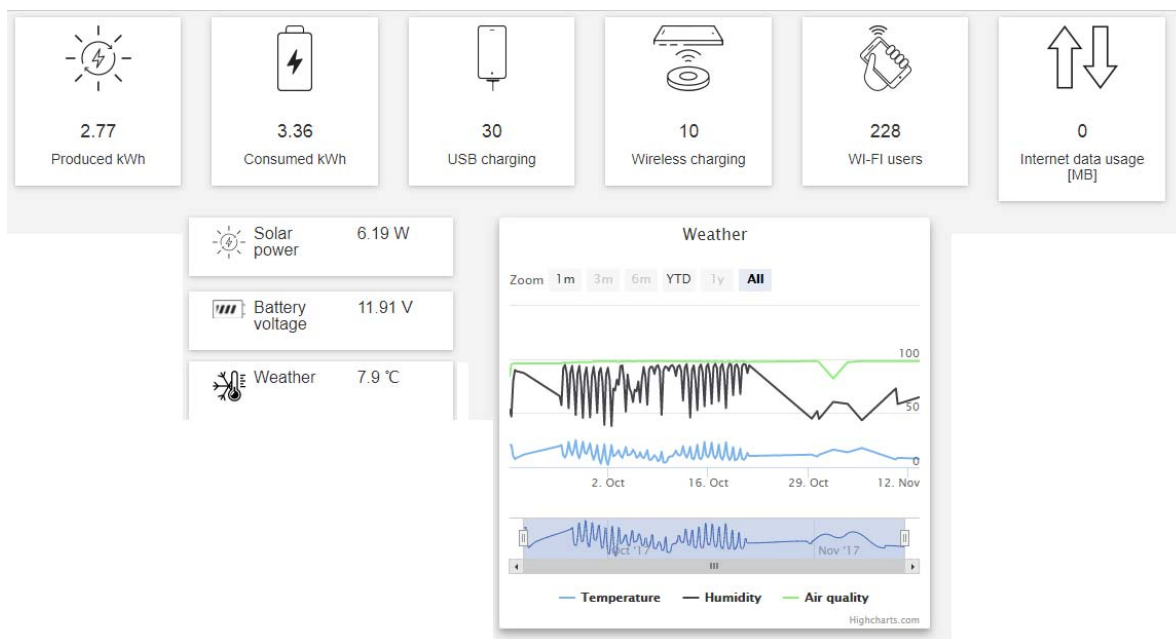 2.77
Produced kWh
3.36
Consumed kWh
30
USB charging
10
Wireless charging
228
WI-FI users
0
Internet data usage
[MB]
Solar
power
6.19 W
Battery
voltage
11.91 V
Weather
7.9 °C
Weather
Zoom 1m 3m 6m YTD 1y All
100
50
0
2. Oct 16. Oct 29. Oct 12. Nov
Oct '17 Nov '17
Temperature Humidity Air quality
Highcharts.com